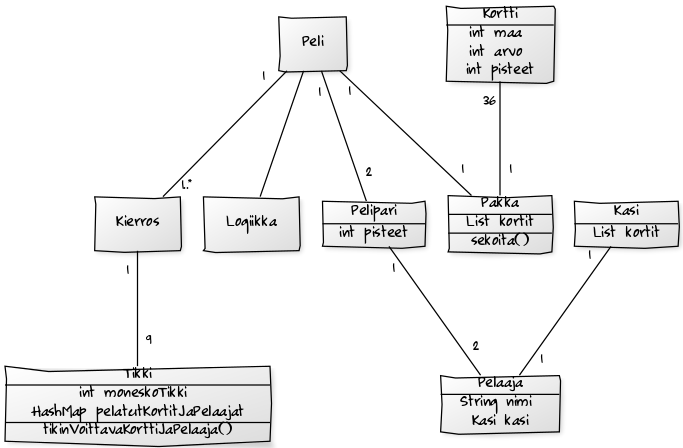 Peli
Kortti
int maa
int arvo
int pisteet
1
1
1
36
1..*
2
1
1
Kierros
Logiikka
Pelipari
int pisteet
Pakka
List kortit
sekoita()
Kasi
List kortit
1
1
1
9
2
1
Tikki
int moneskoTikki
HashMap pelatutKortitJaPelaajat
tikinVoittavaKorttiJaPelaaja()
Pelaaja
String nimi
Kasi kasi